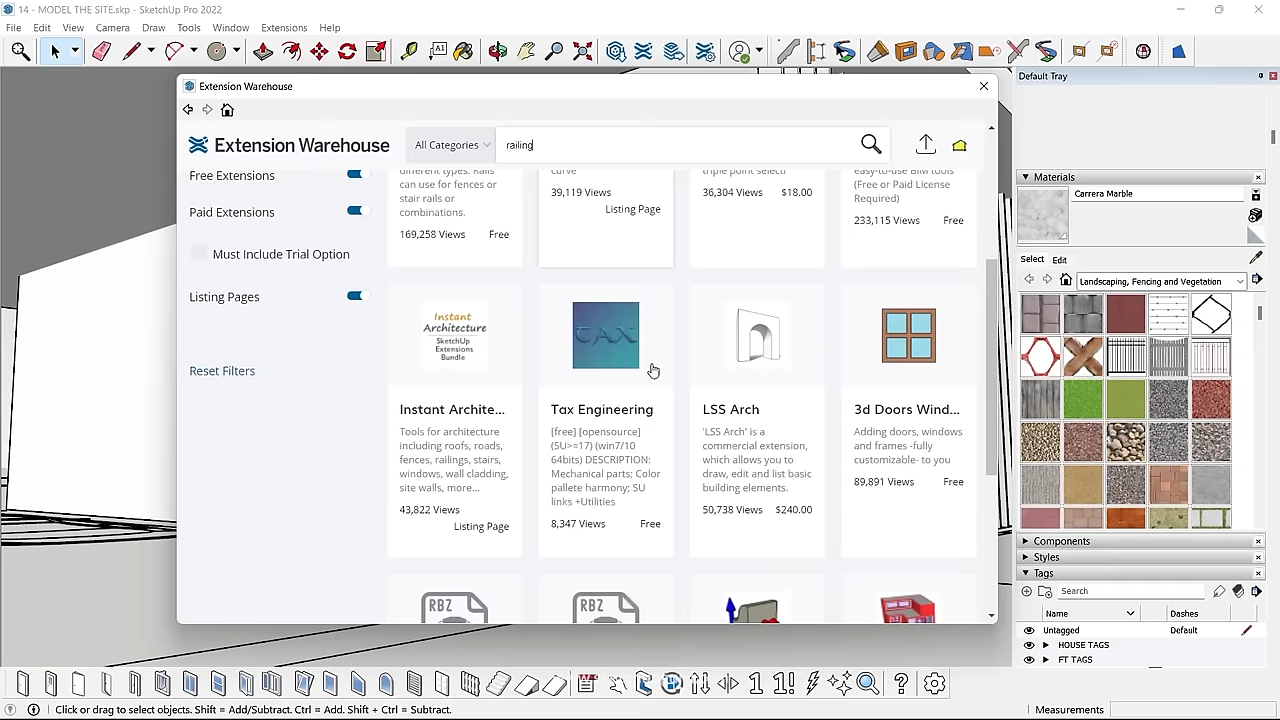 14 - MODEL THE SITE.skp - SketchUp Pro 2022
File Edit View Camera Draw Tools Window Extensions Help
Extension Warehouse
Extension Warehouse
All Categories
railing
Free Extensions
Paid Extensions
Must Include Trial Option
Listing Pages
Reset Filters
different types. Rails
can use for fences or
stair rails or
combinations.
169,258 Views Free
curve
39,119 Views
Listing Page
triple point selecti
36,304 Views $18.00
easy-to-use BIM tools
(Free or Paid License
Required)
233,115 Views Free
Instant
Architecture
SketchUp
Extensions
Bundle
Instant Archite...
Tools for architecture
including roofs, roads,
fences, railings, stairs,
windows, wall cladding,
site walls, more...
43,822 Views
Listing Page
TAX
Tax Engineering
[free] [opensource]
(SU>=17) (win7/10
64bits) DESCRIPTION:
Mechanical parts; Color
pallete harmony; SU
links +Utilities
8,347 Views Free
LSS Arch
'LSS Arch' is a
commercial extension,
which allows you to
draw, edit and list basic
building elements.
50,738 Views $240.00
3d Doors Wind...
Adding doors, windows
and frames -fully
customizable- to you
89,891 Views Free
RBZ
RBZ
Default Tray
Materials
Carrera Marble
Select Edit
Landscaping, Fencing and Vegetation
Components
Styles
Tags
Search
Name Dashes
Untagged Default
HOUSE TAGS
FT TAGS
Click or drag to select objects. Shift = Add/Subtract. Ctrl = Add. Shift + Ctrl = Subtract.
Measurements